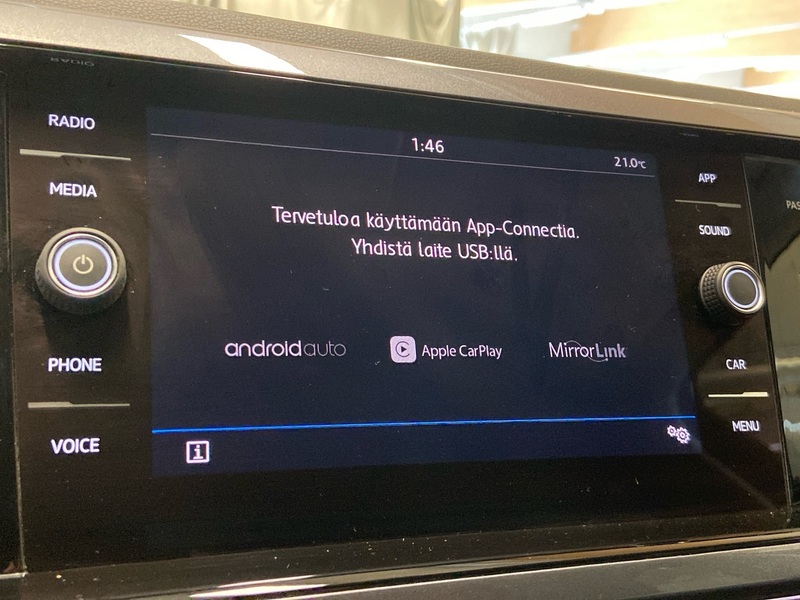 RADIO
MEDIA
PHONE
VOICE
1:46
21.0°C
Tervetuloa käyttämään App-Connectia.
Yhdistä laite USB:llä.
androidauto
Apple CarPlay
MirrorLink
i
APP
SOUND
CAR
MENU
PAS